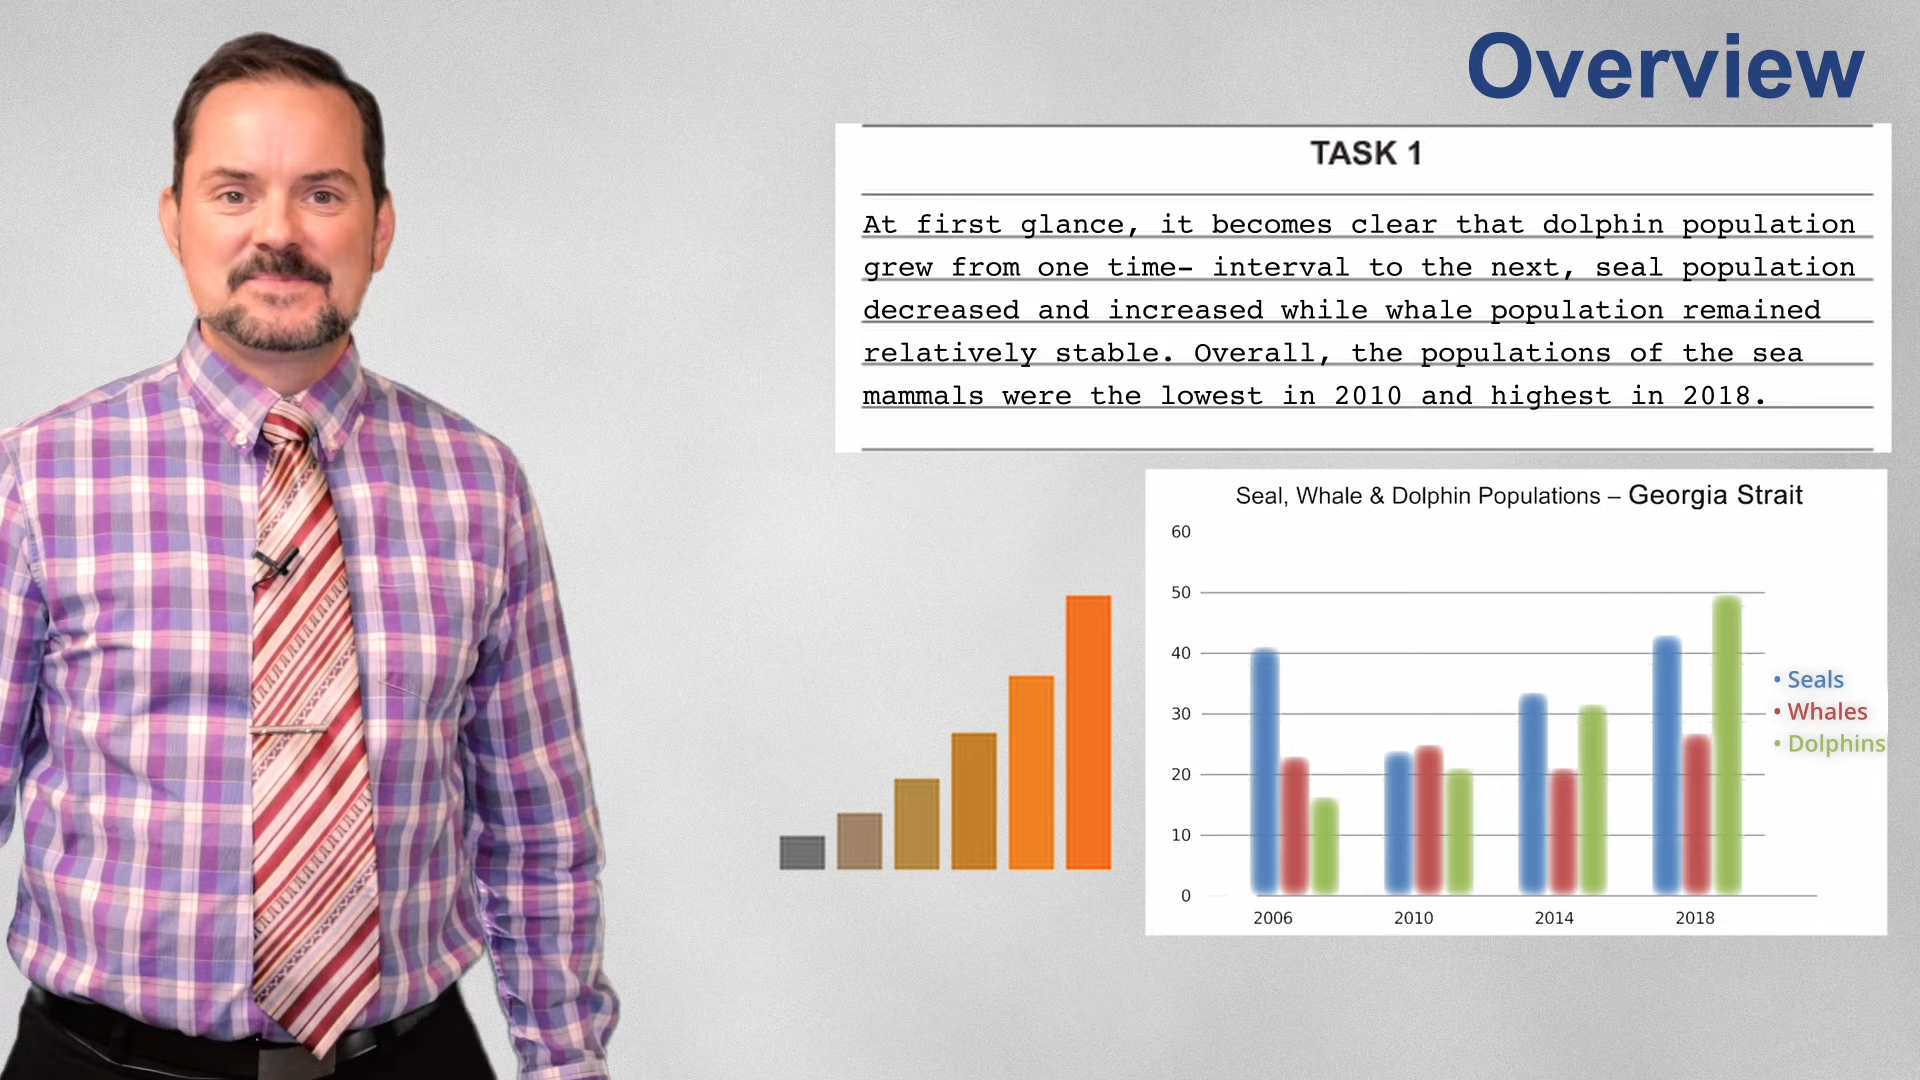 Overview
TASK 1
At first glance, it becomes clear that dolphin population
grew from one time- interval to the next, seal population
decreased and increased while whale population remained
relatively stable. Overall, the populations of the sea
mammals were the lowest in 2010 and highest in 2018.
Seal, Whale & Dolphin Populations – Georgia Strait
60
50
40
30
20
10
0
2006 2010 2014 2018
• Seals
• Whales
• Dolphins